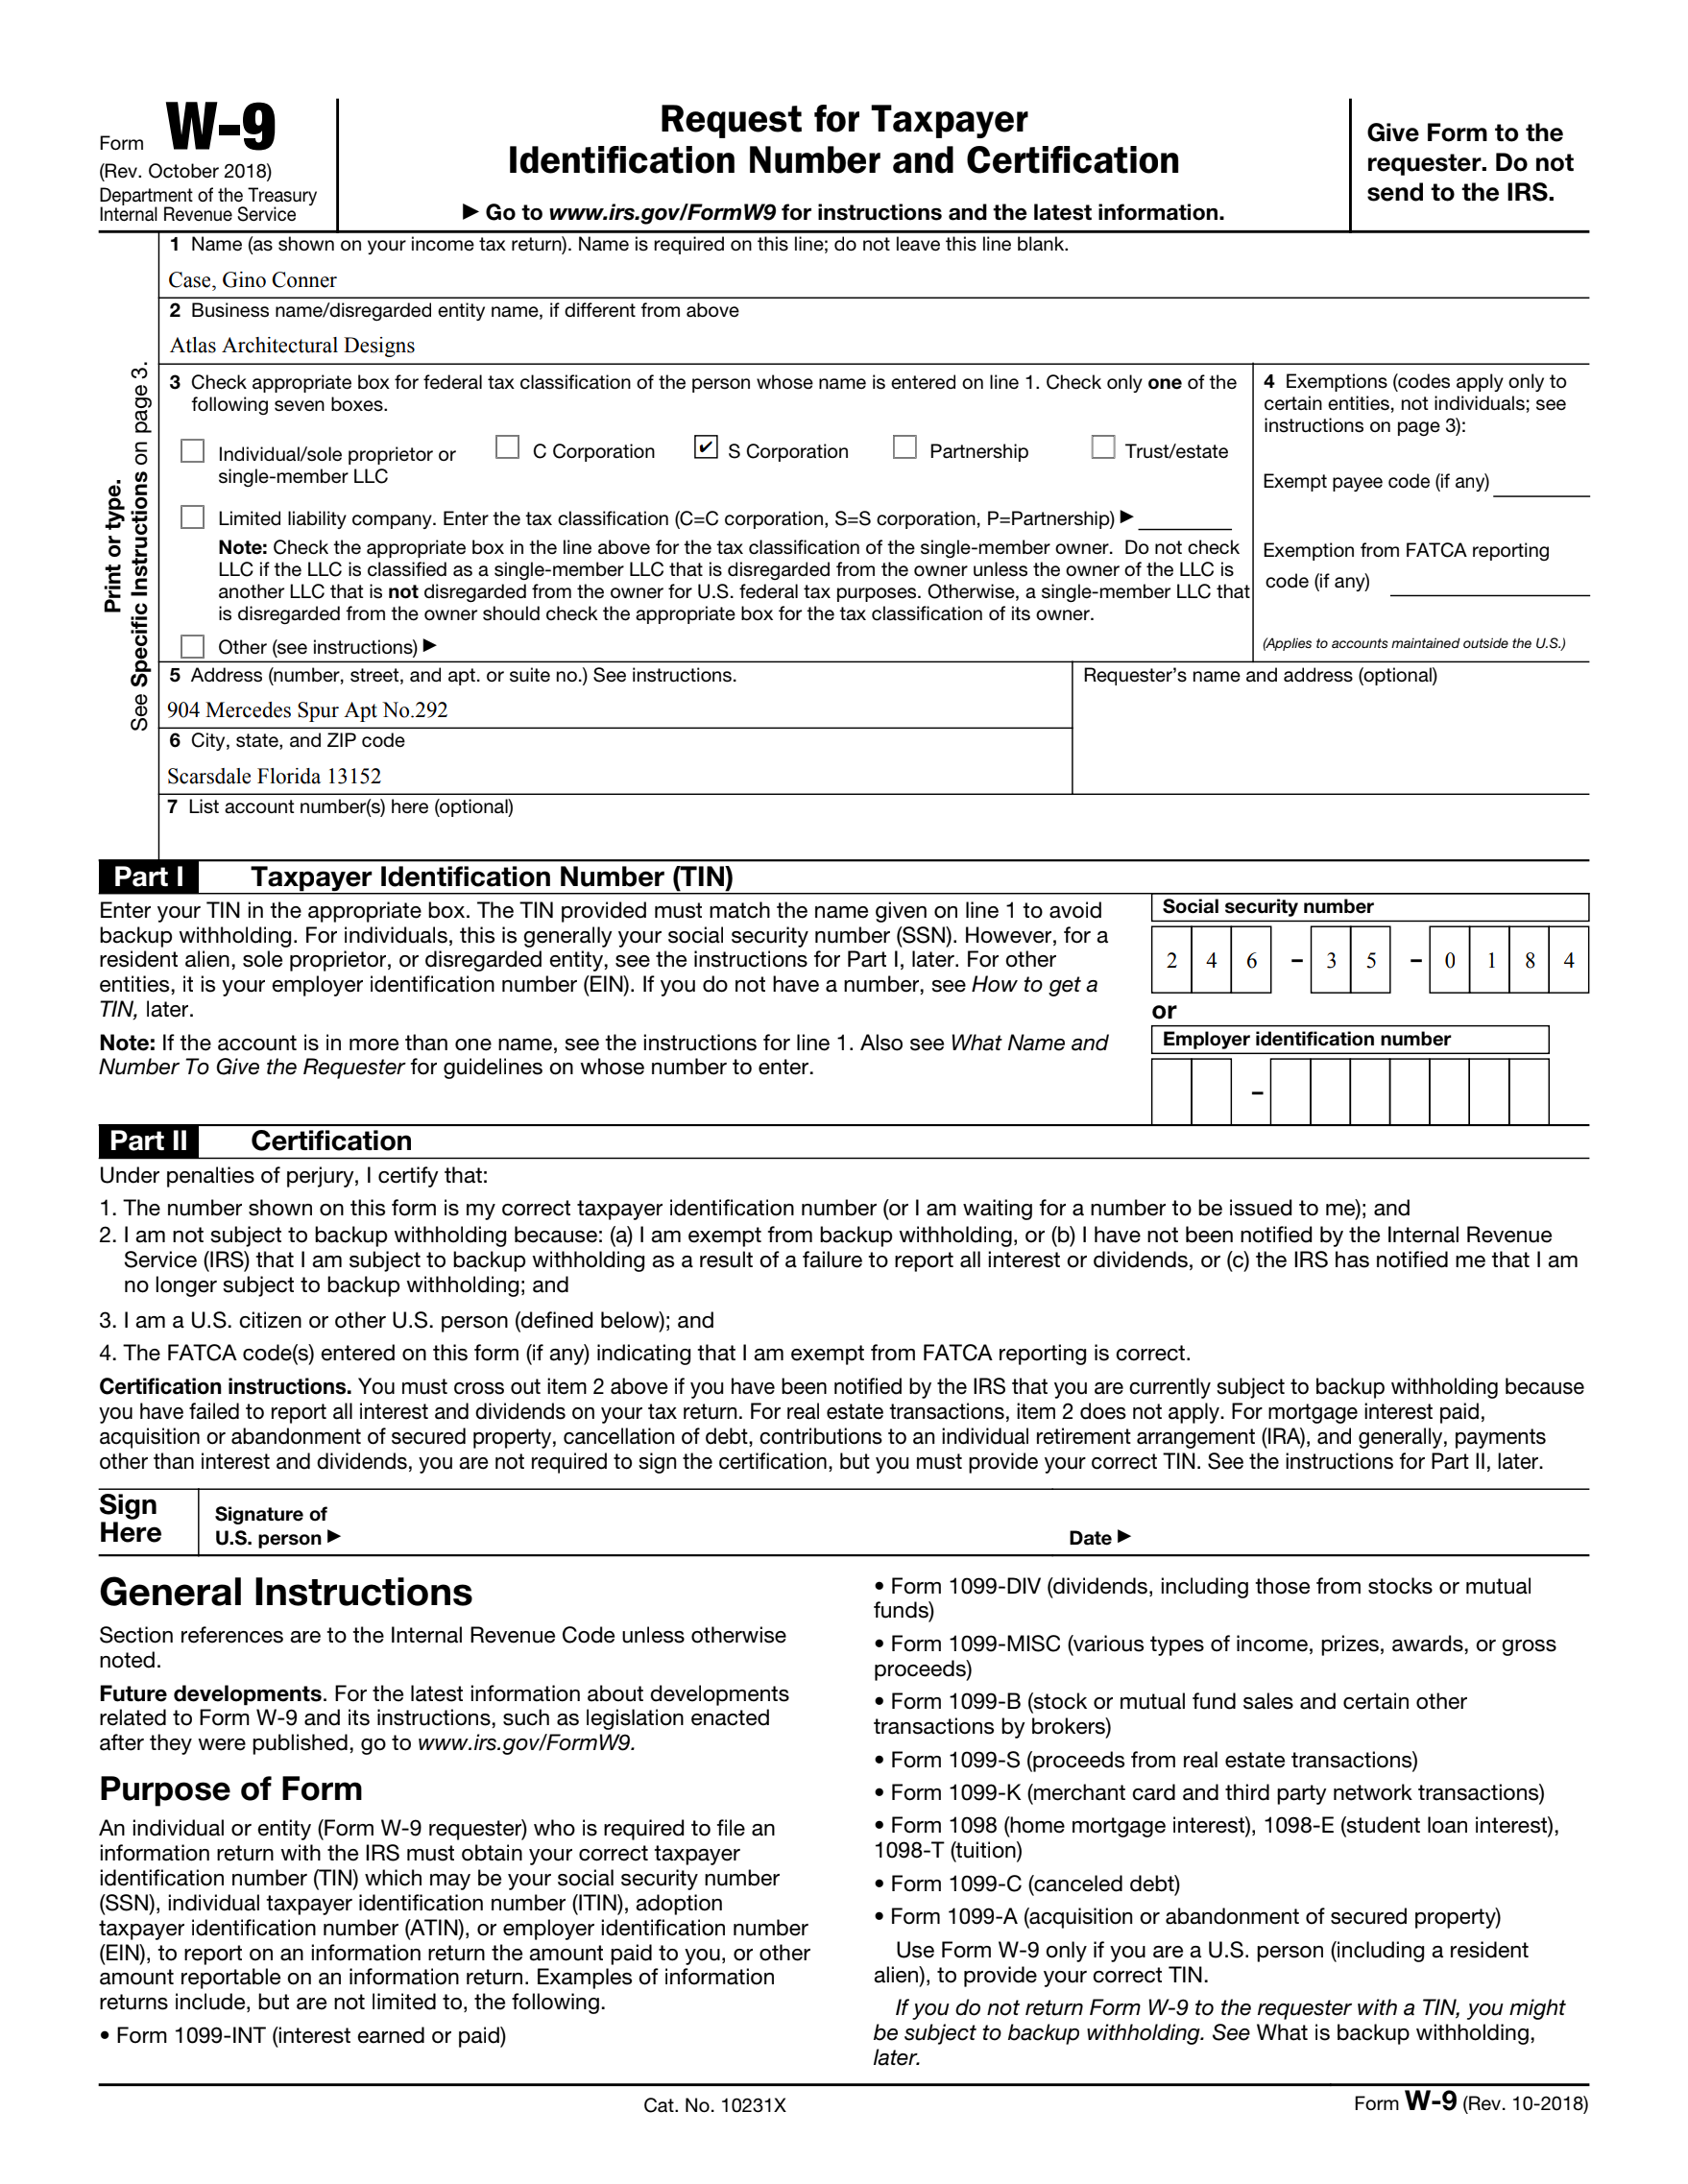 Form W-9
(Rev. October 2018)
Department of the Treasury
Internal Revenue Service
Request for Taxpayer
Identification Number and Certification
▶ Go to www.irs.gov/FormW9 for instructions and the latest information.
Give Form to the
requester. Do not
send to the IRS.
Print or type.
See Specific Instructions on page 3.
1 Name (as shown on your income tax return). Name is required on this line; do not leave this line blank.
Case, Gino Conner
2 Business name/disregarded entity name, if different from above
Atlas Architectural Designs
3 Check appropriate box for federal tax classification of the person whose name is entered on line 1. Check only one of the
following seven boxes.
Individual/sole proprietor or
single-member LLC
C Corporation
✔ S Corporation
Partnership
Trust/estate
Limited liability company. Enter the tax classification (C=C corporation, S=S corporation, P=Partnership) ▶
Note: Check the appropriate box in the line above for the tax classification of the single-member owner. Do not check
LLC if the LLC is classified as a single-member LLC that is disregarded from the owner unless the owner of the LLC is
another LLC that is not disregarded from the owner for U.S. federal tax purposes. Otherwise, a single-member LLC that
is disregarded from the owner should check the appropriate box for the tax classification of its owner.
Other (see instructions) ▶
4 Exemptions (codes apply only to
certain entities, not individuals; see
instructions on page 3):
Exempt payee code (if any)
Exemption from FATCA reporting
code (if any)
(Applies to accounts maintained outside the U.S.)
5 Address (number, street, and apt. or suite no.) See instructions.
904 Mercedes Spur Apt No.292
6 City, state, and ZIP code
Scarsdale Florida 13152
Requester's name and address (optional)
7 List account number(s) here (optional)
Part I Taxpayer Identification Number (TIN)
Enter your TIN in the appropriate box. The TIN provided must match the name given on line 1 to avoid
backup withholding. For individuals, this is generally your social security number (SSN). However, for a
resident alien, sole proprietor, or disregarded entity, see the instructions for Part I, later. For other
entities, it is your employer identification number (EIN). If you do not have a number, see How to get a
TIN, later.
Note: If the account is in more than one name, see the instructions for line 1. Also see What Name and
Number To Give the Requester for guidelines on whose number to enter.
Social security number
2 4 6 – 3 5 – 0 1 8 4
or
Employer identification number
–
Part II Certification
Under penalties of perjury, I certify that:
1. The number shown on this form is my correct taxpayer identification number (or I am waiting for a number to be issued to me); and
2. I am not subject to backup withholding because: (a) I am exempt from backup withholding, or (b) I have not been notified by the Internal Revenue
Service (IRS) that I am subject to backup withholding as a result of a failure to report all interest or dividends, or (c) the IRS has notified me that I am
no longer subject to backup withholding; and
3. I am a U.S. citizen or other U.S. person (defined below); and
4. The FATCA code(s) entered on this form (if any) indicating that I am exempt from FATCA reporting is correct.
Certification instructions. You must cross out item 2 above if you have been notified by the IRS that you are currently subject to backup withholding because
you have failed to report all interest and dividends on your tax return. For real estate transactions, item 2 does not apply. For mortgage interest paid,
acquisition or abandonment of secured property, cancellation of debt, contributions to an individual retirement arrangement (IRA), and generally, payments
other than interest and dividends, you are not required to sign the certification, but you must provide your correct TIN. See the instructions for Part II, later.
Sign
Here
Signature of
U.S. person ▶
Date ▶
General Instructions
Section references are to the Internal Revenue Code unless otherwise
noted.
Future developments. For the latest information about developments
related to Form W-9 and its instructions, such as legislation enacted
after they were published, go to www.irs.gov/FormW9.
Purpose of Form
An individual or entity (Form W-9 requester) who is required to file an
information return with the IRS must obtain your correct taxpayer
identification number (TIN) which may be your social security number
(SSN), individual taxpayer identification number (ITIN), adoption
taxpayer identification number (ATIN), or employer identification number
(EIN), to report on an information return the amount paid to you, or other
amount reportable on an information return. Examples of information
returns include, but are not limited to, the following.
• Form 1099-INT (interest earned or paid)
• Form 1099-DIV (dividends, including those from stocks or mutual
funds)
• Form 1099-MISC (various types of income, prizes, awards, or gross
proceeds)
• Form 1099-B (stock or mutual fund sales and certain other
transactions by brokers)
• Form 1099-S (proceeds from real estate transactions)
• Form 1099-K (merchant card and third party network transactions)
• Form 1098 (home mortgage interest), 1098-E (student loan interest),
1098-T (tuition)
• Form 1099-C (canceled debt)
• Form 1099-A (acquisition or abandonment of secured property)
Use Form W-9 only if you are a U.S. person (including a resident
alien), to provide your correct TIN.
If you do not return Form W-9 to the requester with a TIN, you might
be subject to backup withholding. See What is backup withholding,
later.
Cat. No. 10231X
Form W-9 (Rev. 10-2018)